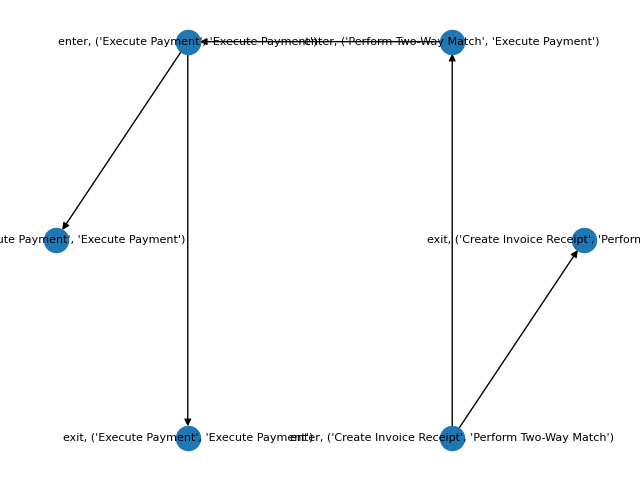 enter, ('Execute Payment', 'Execute Payment')
enter, ('Perform Two-Way Match', 'Execute Payment')
ute Payment', 'Execute Payment')
exit, ('Create Invoice Receipt', 'Perform
exit, ('Execute Payment', 'Execute Payment')
enter, ('Create Invoice Receipt', 'Perform Two-Way Match')